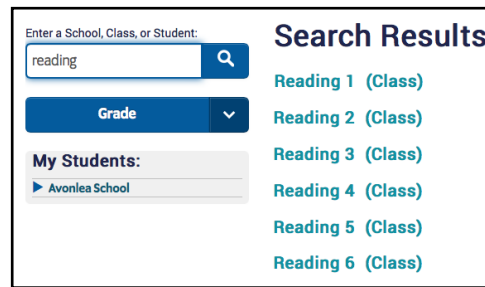 Enter a School, Class, or Student:
reading
Grade
My Students:
Avonlea School
Search Results
Reading 1 (Class)
Reading 2 (Class)
Reading 3 (Class)
Reading 4 (Class)
Reading 5 (Class)
Reading 6 (Class)